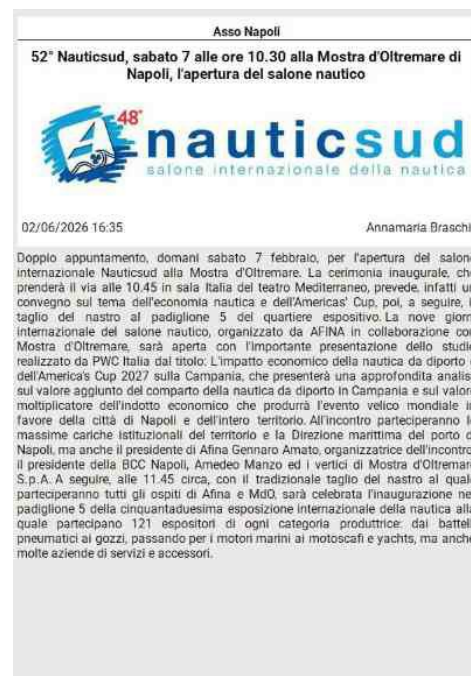 Asso Napoli
52° Nauticsud, sabato 7 alle ore 10.30 alla Mostra d'Oltremare di
Napoli, l'apertura del salone nautico
48°
nauticsud
salone internazionale della nautica
02/06/2026 16:35
Annamaria Braschi
Doppio appuntamento, domani sabato 7 febbraio, per l'apertura del salone
internazionale Nauticsud alla Mostra d'Oltremare. La cerimonia inaugurale, che
prenderà il via alle 10.45 in sala Italia del teatro Mediterraneo, prevede, infatti un
convegno sul tema dell'economia nautica e dell'Americas' Cup, poi, a seguire, il
taglio del nastro al padiglione 5 del quartiere espositivo. La nove giorni
internazionale del salone nautico, organizzato da AFINA in collaborazione con
Mostra d'Oltremare, sarà aperta con l'importante presentazione dello studio
realizzato da PWC Italia dal titolo: L'impatto economico della nautica da diporto e
dell'America's Cup 2027 sulla Campania, che presenterà una approfondita analisi
sul valore aggiunto del comparto della nautica da diporto in Campania e sul valore
moltiplicatore dell'indotto economico che produrrà l'evento velico mondiale in
favore della città di Napoli e dell'intero territorio. All'incontro parteciperanno le
massime cariche istituzionali del territorio e la Direzione marittima del porto di
Napoli, ma anche il presidente di Afina Gennaro Amato, organizzatrice dell'incontro,
il presidente della BCC Napoli, Amedeo Manzo ed i vertici di Mostra d'Oltremare
S.p.A. A seguire, alle 11.45 circa, con il tradizionale taglio del nastro al quale
parteciperanno tutti gli ospiti di Afina e MdO, sarà celebrata l'inaugurazione nel
padiglione 5 della cinquantaduesima esposizione internazionale della nautica alla
quale partecipano 121 espositori di ogni categoria produttrice: dai battelli
pneumatici ai gozzi, passando per i motori marini ai motoscafi e yachts, ma anche
molte aziende di servizi e accessori.